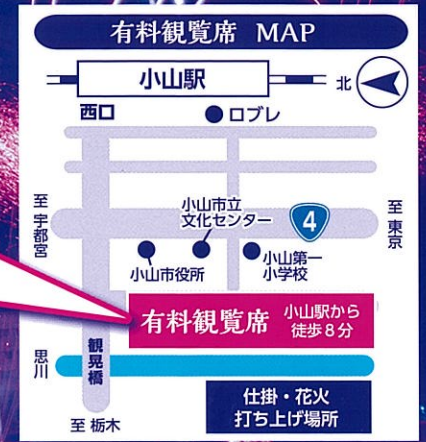 有料観覧席 MAP
小山駅
北
西口
ロブレ
至 宇都宮
小山市立
文化センター
4
至 東京
小山市役所
小山第一
小学校
有料観覧席
小山駅から
徒歩8分
思川
観晃橋
仕掛・花火
打ち上げ場所
至 栃木